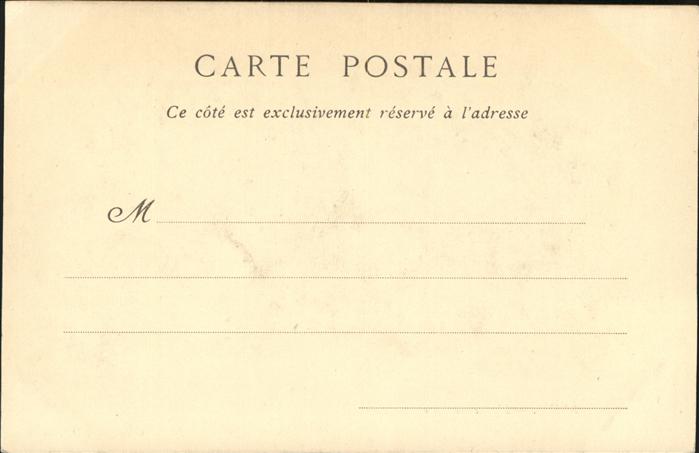 CARTE POSTALE
Ce côté est exclusivement réservé à l'adresse
M